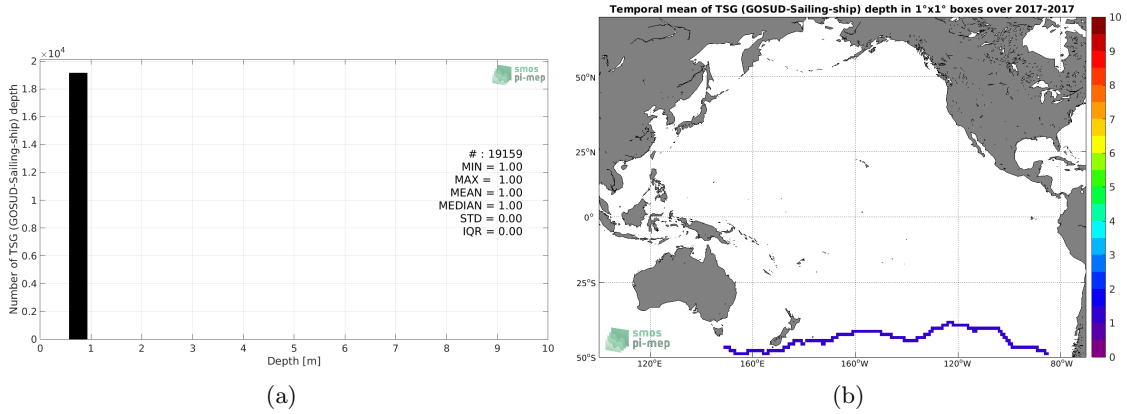 ×10⁴
2
1.8
1.6
1.4
1.2
1
0.8
0.6
0.4
0.2
0
Number of TSG (GOSUD-Sailing-ship) depth
smos
pi-mep
# : 19159
MIN = 1.00
MAX = 1.00
MEAN = 1.00
MEDIAN = 1.00
STD = 0.00
IQR = 0.00
0 1 2 3 4 5 6 7 8 9 10
Depth [m]
(a)
Temporal mean of TSG (GOSUD-Sailing-ship) depth in 1°x1° boxes over 2017-2017
50°N
25°N
0°
25°S
50°S
smos
pi-mep
120°E 160°E 160°W 120°W 80°W
10
9
8
7
6
5
4
3
2
1
0
(b)